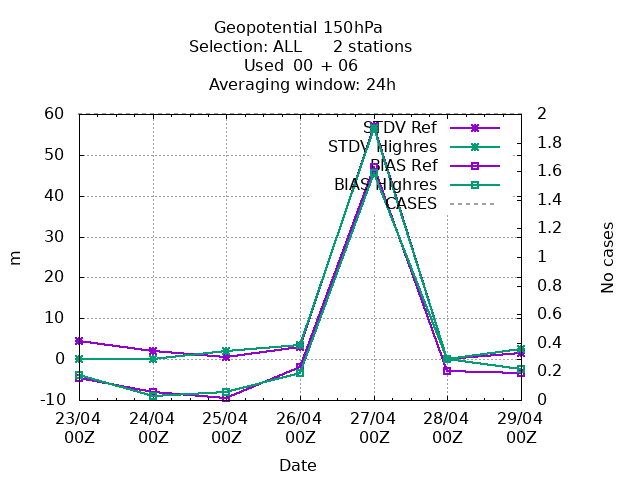 Geopotential 150hPa
Selection: ALL 2 stations
Used 00 + 06
Averaging window: 24h
60
50
40
30
20
10
0
-10
m
2
1.8
1.6
1.4
1.2
1
0.8
0.6
0.4
0.2
0
No cases
STDV Ref
STDV Highres
BIAS Ref
BIAS Highres
CASES
23/04 24/04 25/04 26/04 27/04 28/04 29/04
00Z 00Z 00Z 00Z 00Z 00Z 00Z
Date